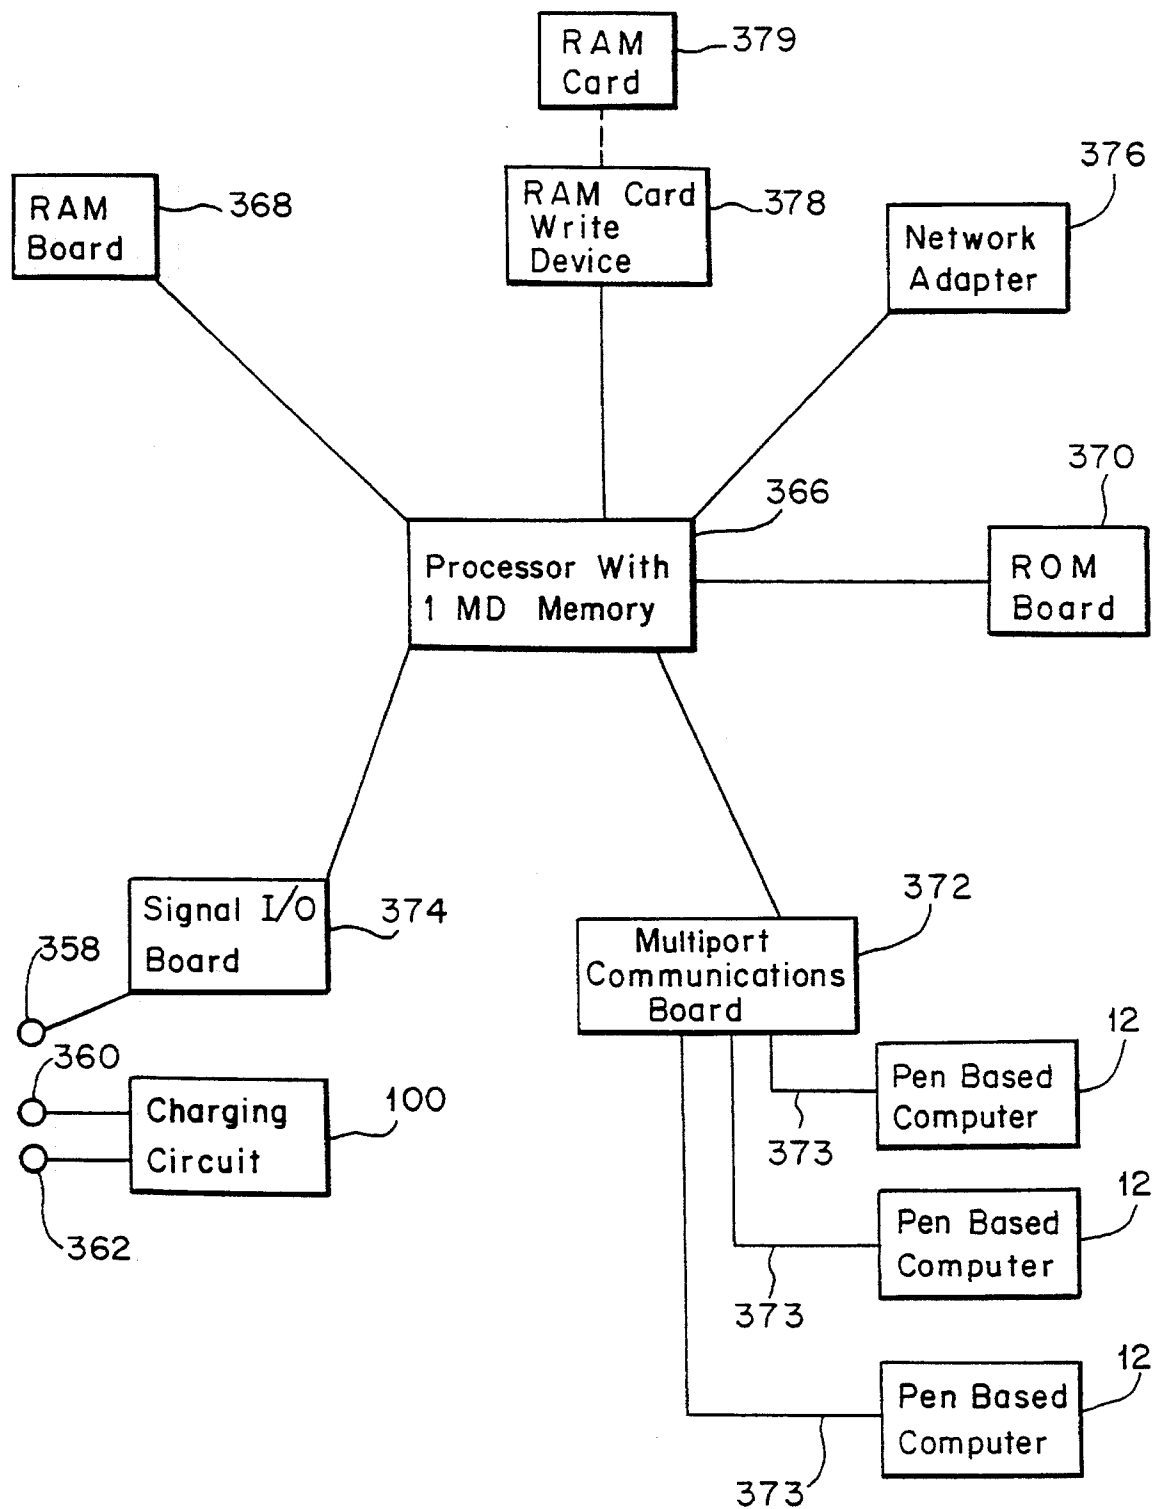 RAM
Card
379
RAM Card
Write
Device
378
376
Network
Adapter
RAM
Board
368
370
ROM
Board
366
Processor With
1 MD Memory
Signal I/O
Board
374
358
360
Charging
Circuit
100
362
372
Multiport
Communications
Board
12
Pen Based
Computer
373
12
Pen Based
Computer
373
12
Pen Based
Computer
373